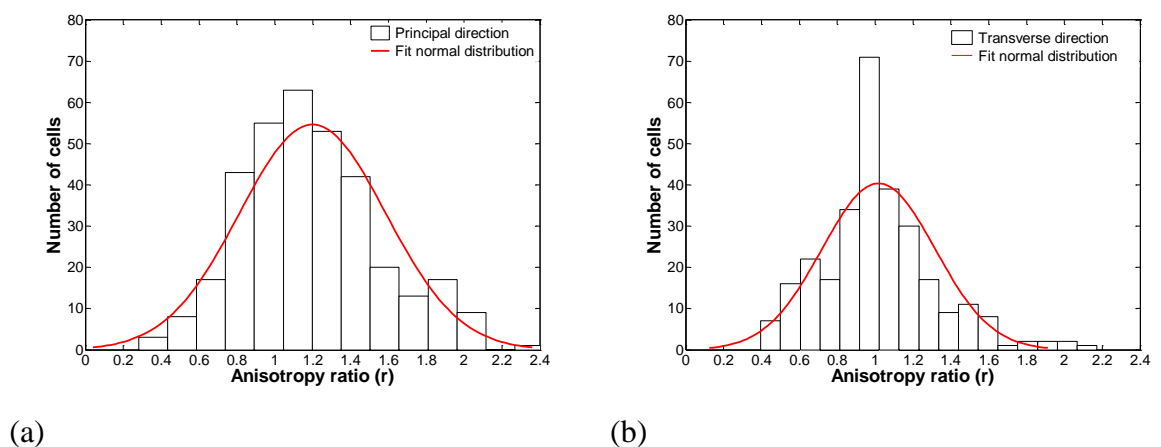 Principal direction
Fit normal distribution
80
70
60
50
40
30
20
10
0
Number of cells
0 0.2 0.4 0.6 0.8 1 1.2 1.4 1.6 1.8 2 2.2 2.4
Anisotropy ratio (r)
(a)
Transverse direction
Fit normal distribution
80
70
60
50
40
30
20
10
0
Number of cells
0 0.2 0.4 0.6 0.8 1 1.2 1.4 1.6 1.8 2 2.2 2.4
Anisotropy ratio (r)
(b)